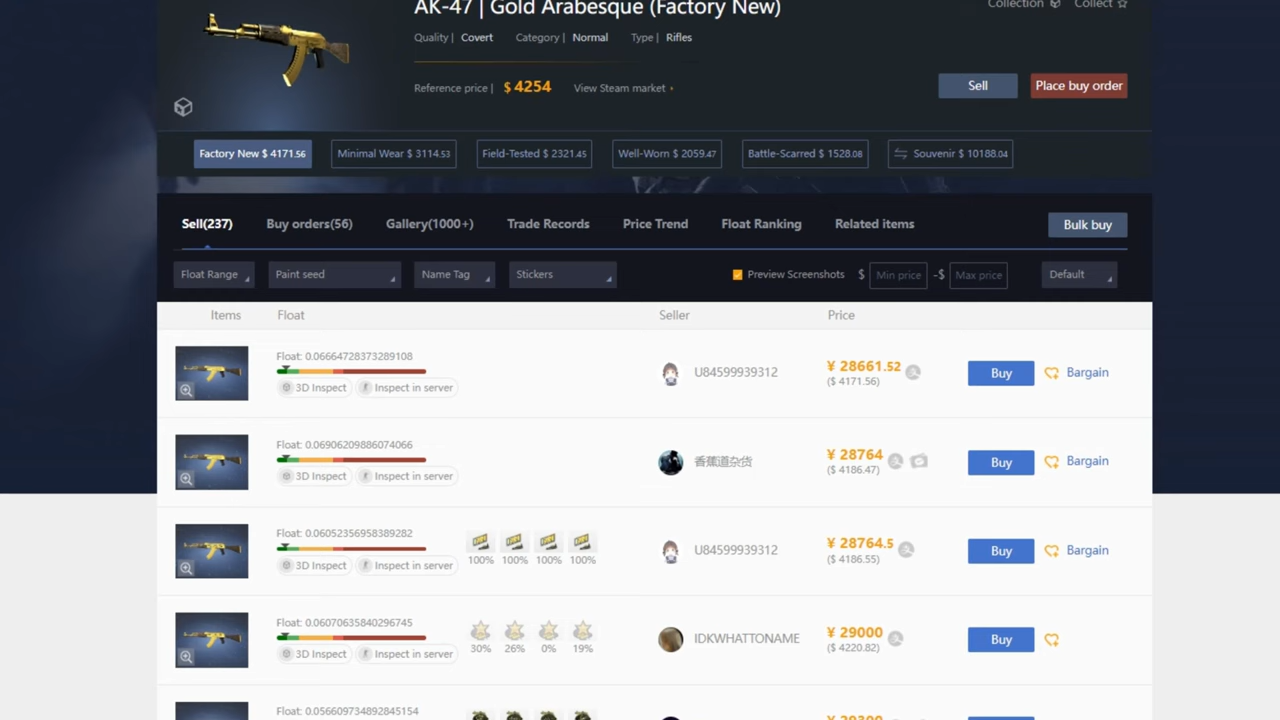 AK-47 | Gold Arabesque (Factory New)
Collection
Collect
Quality | Covert Category | Normal Type | Rifles
Reference price | $ 4254 View Steam market
Sell
Place buy order
Factory New $ 4171.56
Minimal Wear $ 3114.53
Field-Tested $ 2321.45
Well-Worn $ 2059.47
Battle-Scarred $ 1528.08
Souvenir $ 10188.04
Sell(237)
Buy orders(56)
Gallery(1000+)
Trade Records
Price Trend
Float Ranking
Related items
Bulk buy
Float Range
Paint seed
Name Tag
Stickers
Preview Screenshots
$ Min price -$ Max price
Default
Items Float Seller Price
Float: 0.06664728373289108
3D Inspect Inspect in server
U84599939312
¥ 28661.52
($ 4171.56)
Buy
Bargain
Float: 0.06906209886074066
3D Inspect Inspect in server
香蕉道杂货
¥ 28764
($ 4186.47)
Buy
Bargain
Float: 0.06052356958389282
3D Inspect Inspect in server
100% 100% 100% 100%
U84599939312
¥ 28764.5
($ 4186.55)
Buy
Bargain
Float: 0.06070635840296745
3D Inspect Inspect in server
30% 26% 0% 19%
IDKWHATTONAME
¥ 29000
($ 4220.82)
Buy
Float: 0.056609734892845154